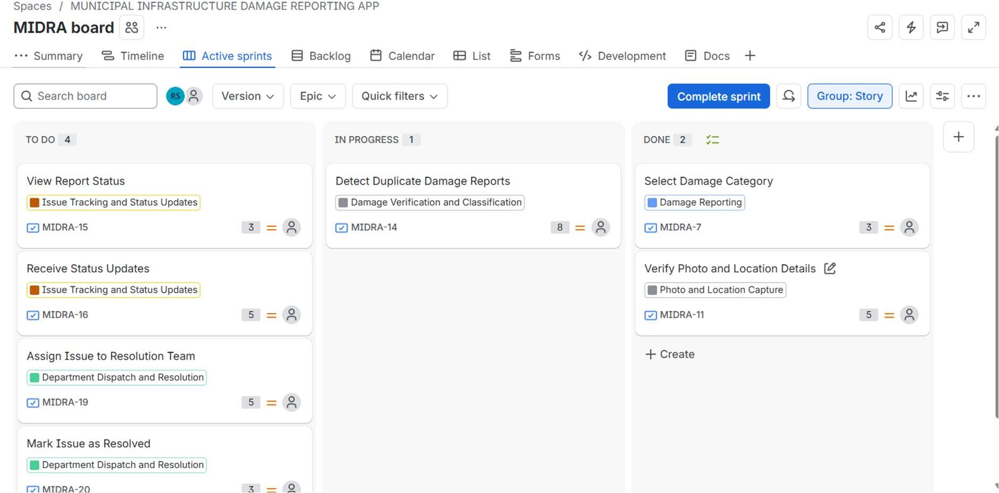 Spaces / MUNICIPAL INFRASTRUCTURE DAMAGE REPORTING APP
MIDRA board
Summary Timeline Active sprints Backlog Calendar List Forms Development Docs
Search board RS Version Epic Quick filters Complete sprint Group: Story
TO DO 4
View Report Status
Issue Tracking and Status Updates
MIDRA-15 3
Receive Status Updates
Issue Tracking and Status Updates
MIDRA-16 5
Assign Issue to Resolution Team
Department Dispatch and Resolution
MIDRA-19 5
Mark Issue as Resolved
Department Dispatch and Resolution
MIDRA-20 3
IN PROGRESS 1
Detect Duplicate Damage Reports
Damage Verification and Classification
MIDRA-14 8
DONE 2
Select Damage Category
Damage Reporting
MIDRA-7 3
Verify Photo and Location Details
Photo and Location Capture
MIDRA-11 5
+ Create